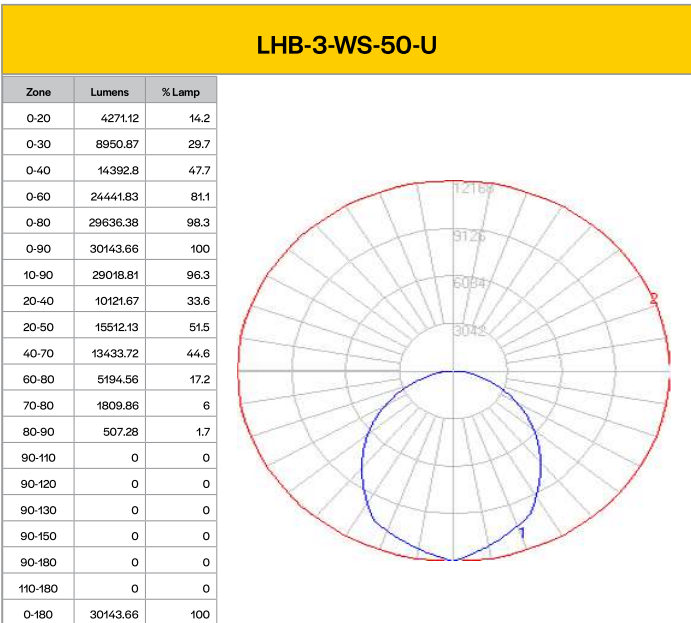 LHB-3-WS-50-U
Zone Lumens % Lamp
0-20 4271.12 14.2
0-30 8950.87 29.7
0-40 14392.8 47.7
0-60 24441.83 81.1
0-80 29636.38 98.3
0-90 30143.66 100
10-90 29018.81 96.3
20-40 10121.67 33.6
20-50 15512.13 51.5
40-70 13433.72 44.6
60-80 5194.56 17.2
70-80 1809.86 6
80-90 507.28 1.7
90-110 0 0
90-120 0 0
90-130 0 0
90-150 0 0
90-180 0 0
110-180 0 0
0-180 30143.66 100
12168
9126
6084
3042
2
1